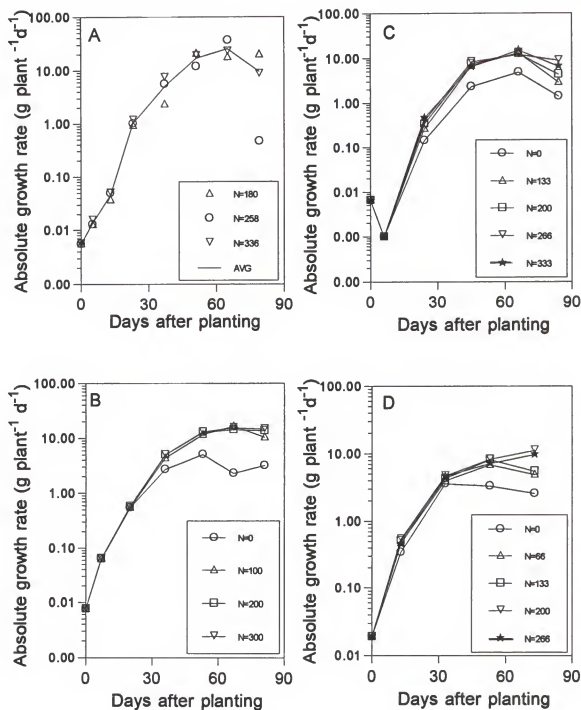 A
Absolute growth rate (g plant -1 d-1)
100.00
10.00
1.00
0.10
0.01
0.00
N=180
N=258
N=336
AVG
0 30 60 90
Days after planting
C
Absolute growth rate (g plant -1 d-1)
100.00
10.00
1.00
0.10
0.01
0.00
N=0
N=133
N=200
N=266
N=333
0 30 60 90
Days after planting
B
Absolute growth rate (g plant-1 d-1)
100.00
10.00
1.00
0.10
0.01
0.00
N=0
N=100
N=200
N=300
0 30 60 90
Days after planting
D
Absolute growth rate (g plant-1 d-1)
100.00
10.00
1.00
0.10
0.01
N=0
N=66
N=133
N=200
N=266
0 30 60 90
Days after planting